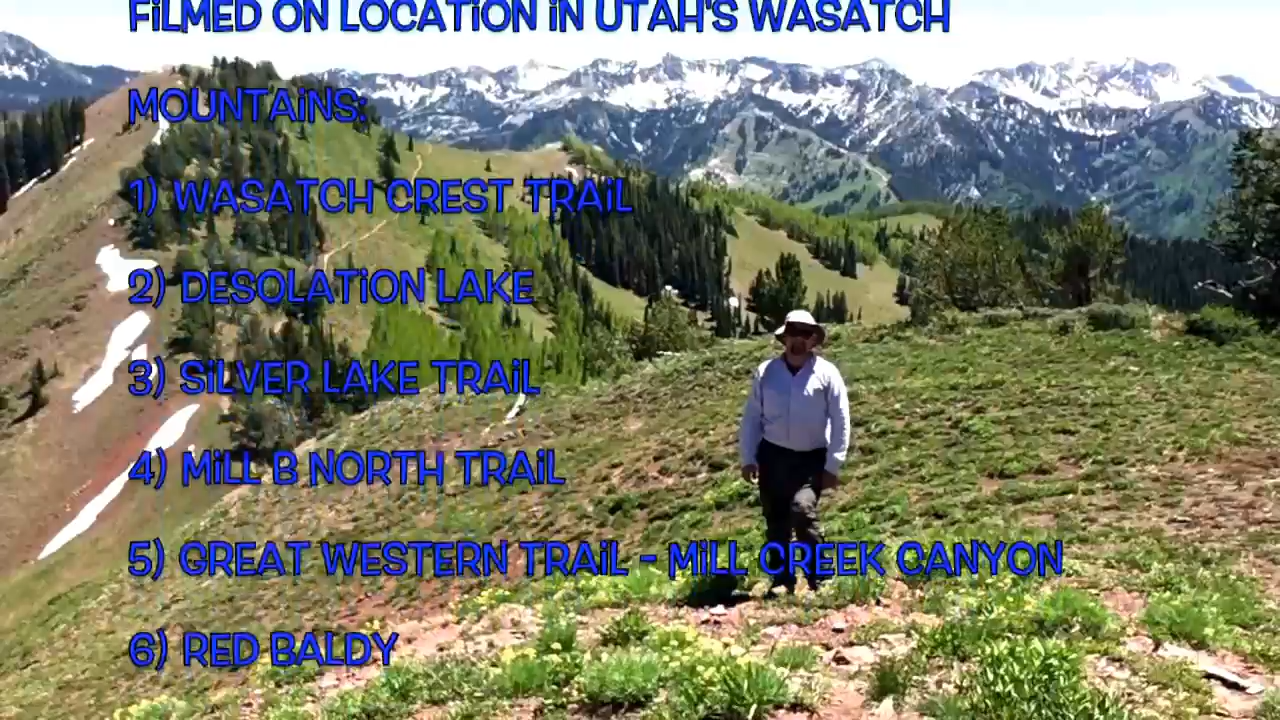 FiLMED ON LOCATiON iN UTAH'S WASATCH
MOUNTAiNS:
1) WASATCH CREST TRAiL
2) DESOLATiON LAKE
3) SiLVER LAKE TRAiL
4) MiLL B NORTH TRAiL
5) GREAT WESTERN TRAiL - MiLL CREEK CANYON
6) RED BALDY